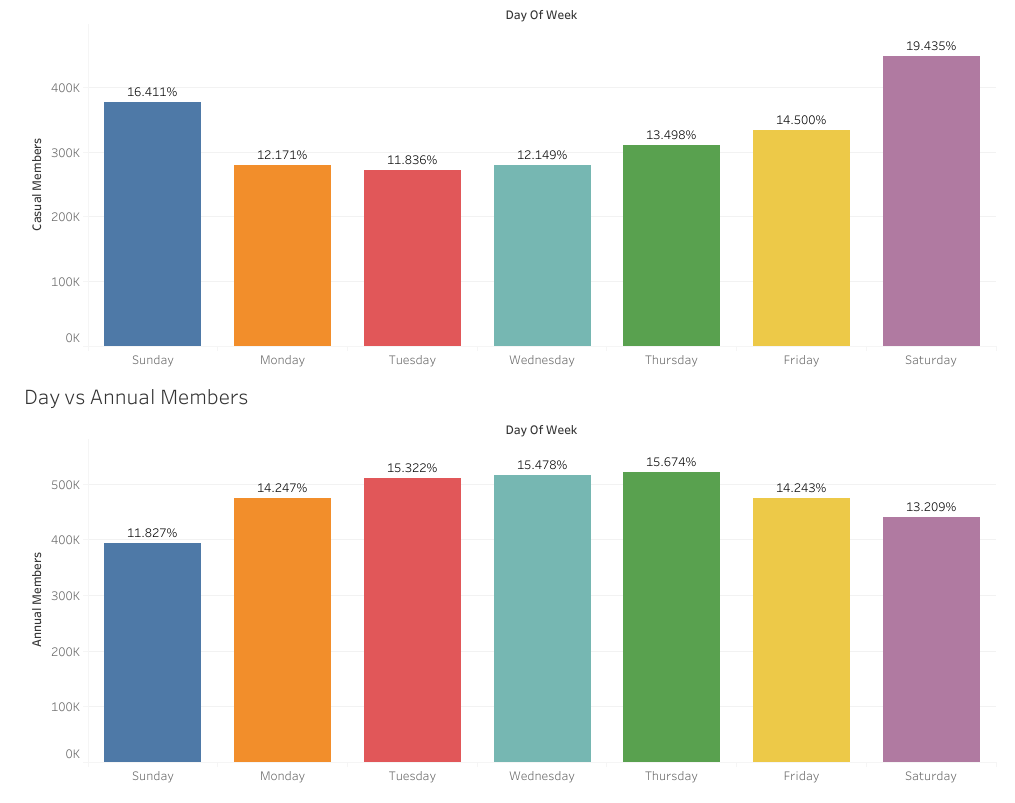 Day Of Week
19.435%
16.411%
14.500%
13.498%
12.171%
12.149%
11.836%
400K
300K
200K
100K
0K
Casual Members
Sunday Monday Tuesday Wednesday Thursday Friday Saturday
Day vs Annual Members
Day Of Week
15.674%
15.478%
15.322%
14.247%
14.243%
13.209%
11.827%
500K
400K
300K
200K
100K
0K
Annual Members
Sunday Monday Tuesday Wednesday Thursday Friday Saturday